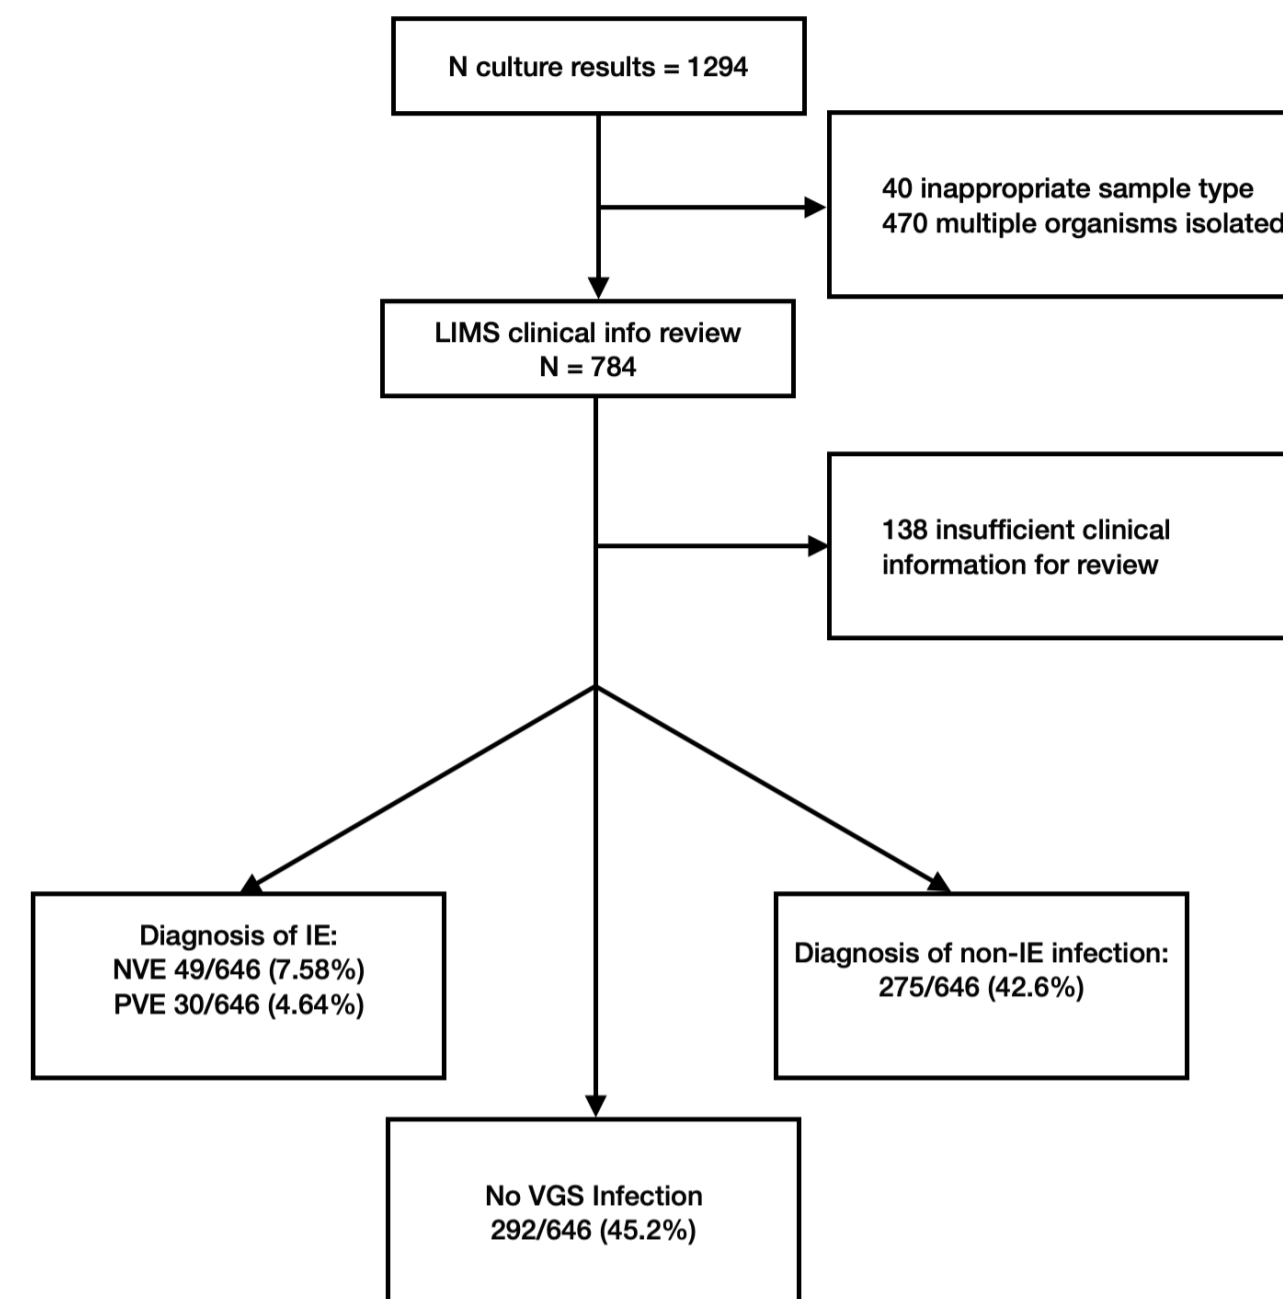 N culture results = 1294
40 inappropriate sample type
470 multiple organisms isolated
LIMS clinical info review
N = 784
138 insufficient clinical
information for review
Diagnosis of IE:
NVE 49/646 (7.58%)
PVE 30/646 (4.64%)
Diagnosis of non-IE infection:
275/646 (42.6%)
No VGS Infection
292/646 (45.2%)